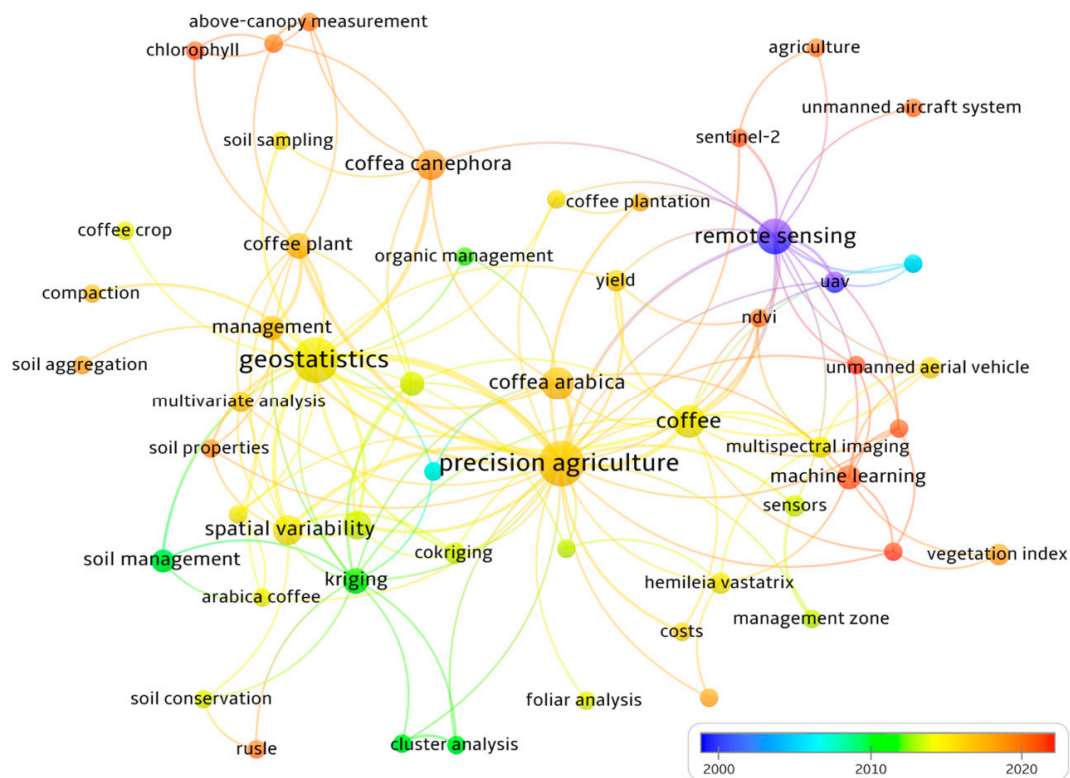 above-canopy measurement
chlorophyll
agriculture
unmanned aircraft system
sentinel-2
soil sampling
coffea canephora
coffee plantation
coffee crop
coffee plant
remote sensing
organic management
yield
uav
compaction
management
ndvi
geostatistics
soil aggregation
unmanned aerial vehicle
coffea arabica
multivariate analysis
coffee
soil properties
multispectral imaging
precision agriculture
machine learning
sensors
spatial variability
cokriging
soil management
vegetation index
kriging
hemileia vastatrix
arabica coffee
management zone
costs
soil conservation
foliar analysis
rusle
cluster analysis
2000 2010 2020